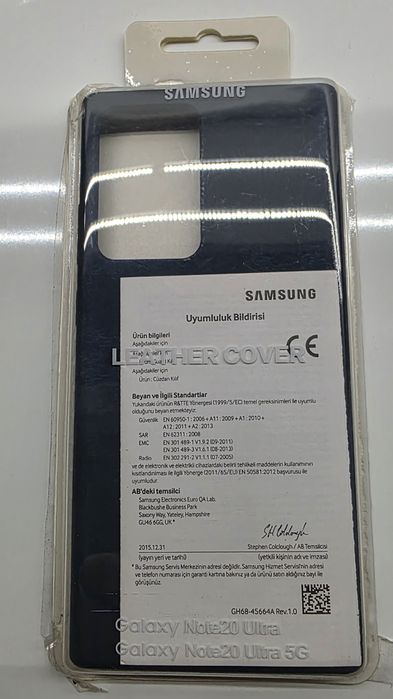 SAMSUNG
SAMSUNG
Uyumluluk Bildirisi
Ürün bilgileri
Aşağıdakiler için
LEATHER COVER
CE
Aşağıdakiler için
Ürün : Cüzdan Kılıf
Beyan ve İlgili Standartlar
Yukarıdaki ürünün R&TTE Yönergesi (1999/5/EC) temel gereksinimleri ile uyumlu
olduğunu beyan etmekteyiz.
Güvenlik EN 60950-1 : 2006 + A11 : 2009 + A1 : 2010 +
A12 : 2011 + A2 : 2013
SAR EN 62311 : 2008
EMC EN 301 489-1 V1.9.2 (09-2011)
EN 301 489-3 V1.6.1 (08-2013)
Radio EN 302 291-2 V1.1.1 (07-2005)
ve de elektronik ve elektrikli cihazlardaki belirli tehlikeli maddelerin kullanımının
kısıtlanması ile ilgili Yönerge (2011/65/EU) EN 50581:2012 başvurusu ile
uyumludur.
AB'deki temsilci
Samsung Electronics Euro QA Lab.
Blackbushe Business Park
Saxony Way, Yateley, Hampshire
GU46 6GG, UK*
2015.12.31 Stephen Colclough / AB Temsilcisi
(yayın yeri ve tarihi) (yetkili kişinin adı ve imzası)
* Bu Samsung Servis Merkezinin adresi değildir. Samsung Hizmet Servisi'nin adresi
ve telefon numarası için garanti kartına bakınız ya da ürünü satın aldığınız bayi ile
görüşünüz.
GH68-45664A Rev.1.0
Galaxy Note20 Ultra
Galaxy Note20 Ultra 5G